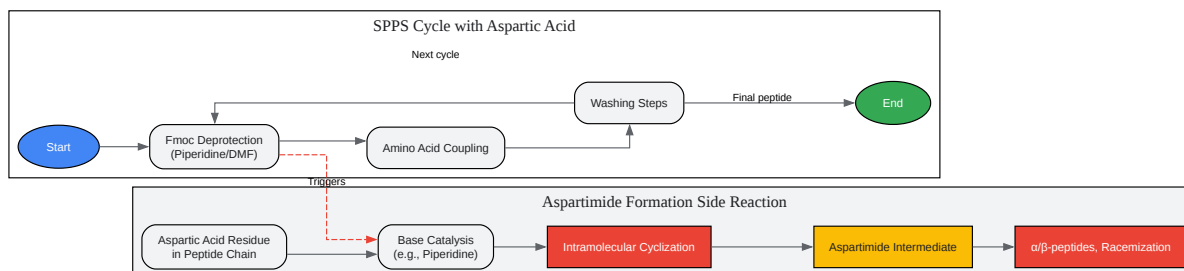 SPPS Cycle with Aspartic Acid
Next cycle
Washing Steps
Final peptide
End
Start
Fmoc Deprotection
(Piperidine/DMF)
Amino Acid Coupling
Triggers
Aspartimide Formation Side Reaction
Aspartic Acid Residue
in Peptide Chain
Base Catalysis
(e.g., Piperidine)
Intramolecular Cyclization
Aspartimide Intermediate
α/β-peptides, Racemization